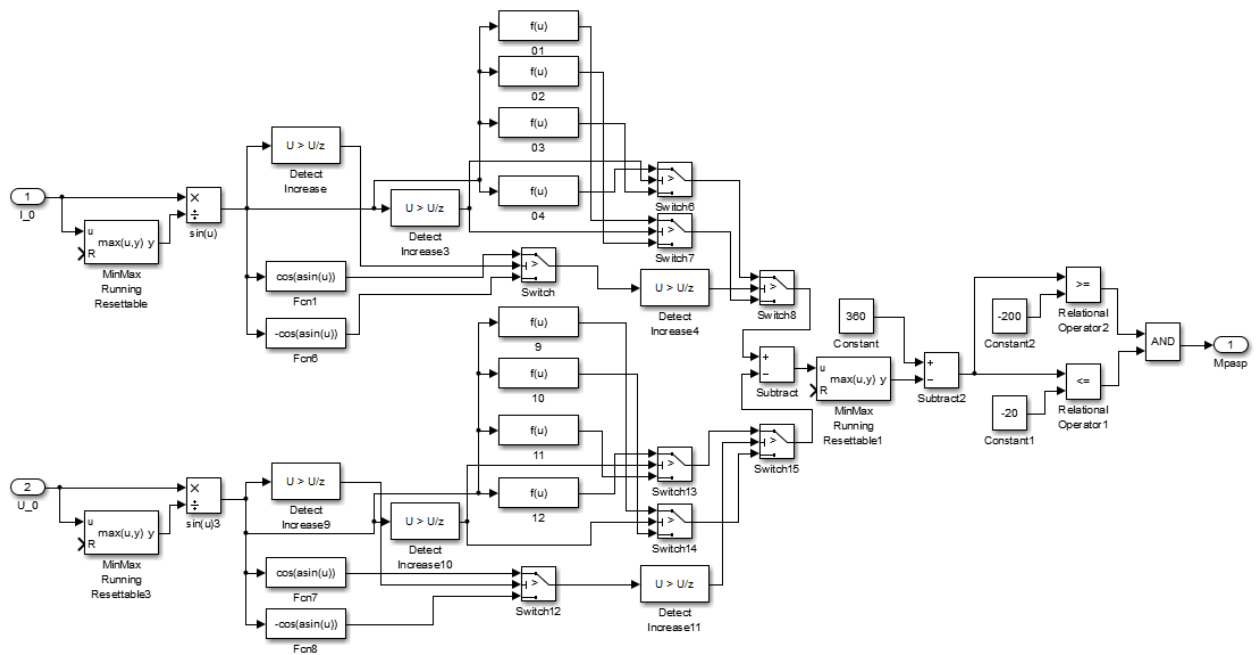 f(u)
01
f(u)
02
f(u)
03
f(u)
04
U > U/z
Detect
Increase
1
I_0
×
÷
sin(u)
u
R
max(u,y) y
MinMax
Running
Resettable
U > U/z
Detect
Increase3
>
Switch6
>
Switch7
cos(asin(u))
Fcn1
-cos(asin(u))
Fcn6
>
Switch
U > U/z
Detect
Increase4
>
Switch8
f(u)
9
f(u)
10
f(u)
11
f(u)
12
360
Constant
+
−
Subtract
u
R
max(u,y) y
MinMax
Running
Resettable1
+
−
Subtract2
-200
Constant2
>=
Relational
Operator2
-20
Constant1
<=
Relational
Operator1
AND
1
Mpasp
2
U_0
×
÷
sin(u)3
u
R
max(u,y) y
MinMax
Running
Resettable3
U > U/z
Detect
Increase9
U > U/z
Detect
Increase10
>
Switch13
>
Switch14
>
Switch15
cos(asin(u))
Fcn7
-cos(asin(u))
Fcn8
>
Switch12
U > U/z
Detect
Increase11